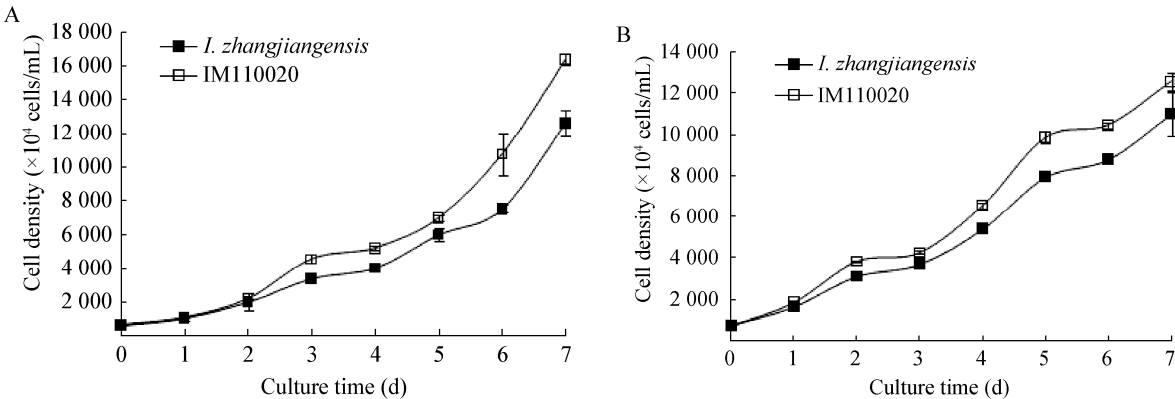 A
Cell density (×10⁴ cells/mL)
18 000
16 000
14 000
12 000
10 000
8 000
6 000
4 000
2 000
I. zhangjiangensis
IM110020
0 1 2 3 4 5 6 7
Culture time (d)
B
Cell density (×10⁴ cells/mL)
14 000
12 000
10 000
8 000
6 000
4 000
2 000
I. zhangjiangensis
IM110020
0 1 2 3 4 5 6 7
Culture time (d)